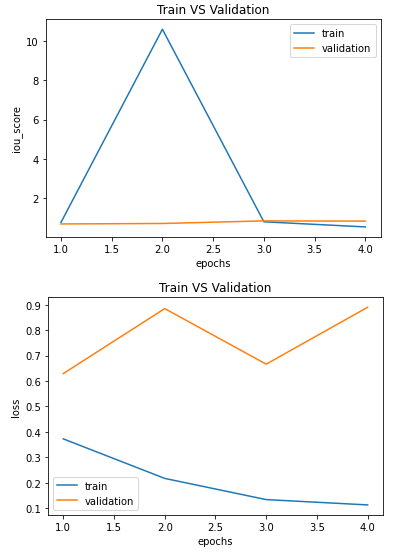 Train VS Validation
train
validation
iou_score
10
8
6
4
2
1.0 1.5 2.0 2.5 3.0 3.5 4.0
epochs
Train VS Validation
loss
0.9
0.8
0.7
0.6
0.5
0.4
0.3
0.2
0.1
train
validation
1.0 1.5 2.0 2.5 3.0 3.5 4.0
epochs